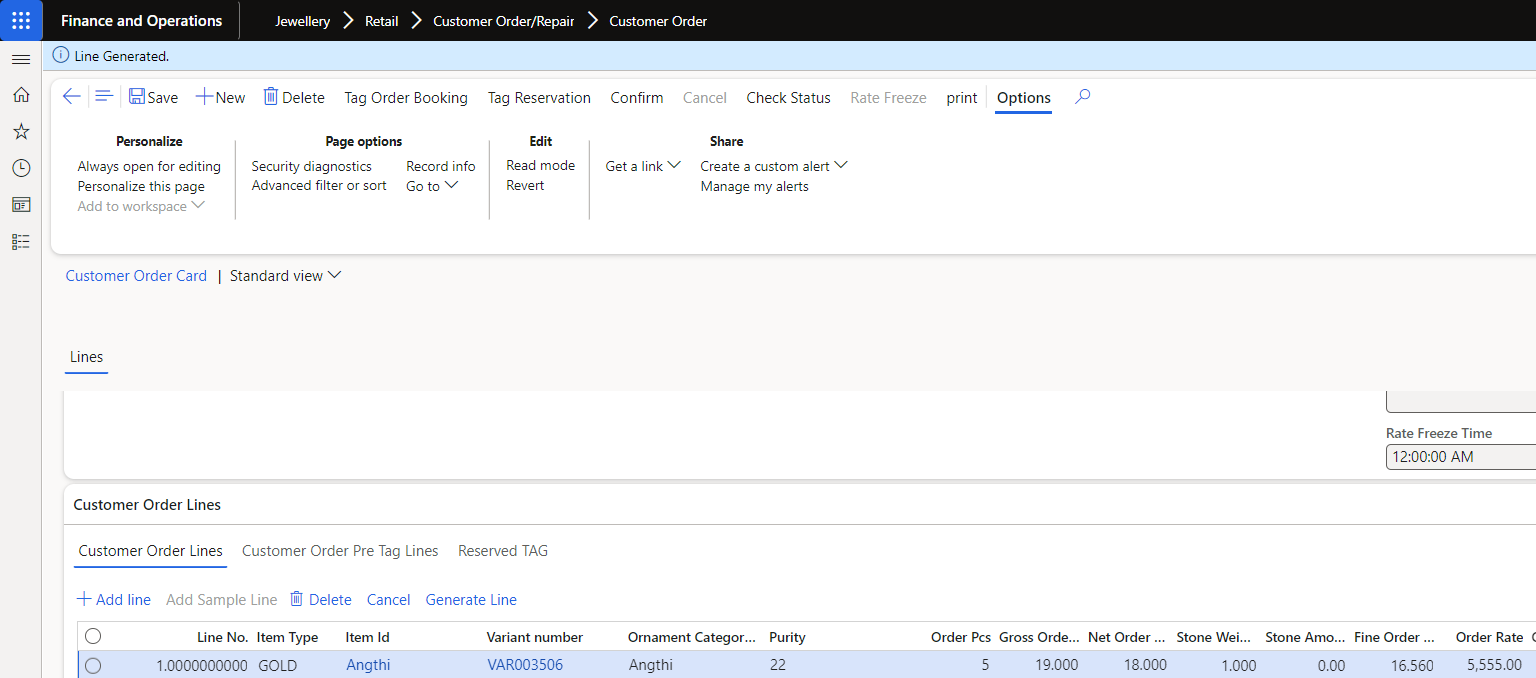 Finance and Operations Jewellery Retail Customer Order/Repair Customer Order
Line Generated.
Save New Delete Tag Order Booking Tag Reservation Confirm Cancel Check Status Rate Freeze print Options
Personalize Page options Edit Share
Always open for editing Security diagnostics Record info Read mode Get a link Create a custom alert
Personalize this page Advanced filter or sort Go to Revert Manage my alerts
Add to workspace
Customer Order Card | Standard view
Lines
Rate Freeze Time
12:00:00 AM
Customer Order Lines
Customer Order Lines Customer Order Pre Tag Lines Reserved TAG
Add line Add Sample Line Delete Cancel Generate Line
Line No. Item Type Item Id Variant number Ornament Categor... Purity Order Pcs Gross Orde... Net Order ... Stone Wei... Stone Amo... Fine Order ... Order Rate
1.0000000000 GOLD Angthi VAR003506 Angthi 22 5 19.000 18.000 1.000 0.00 16.560 5,555.00